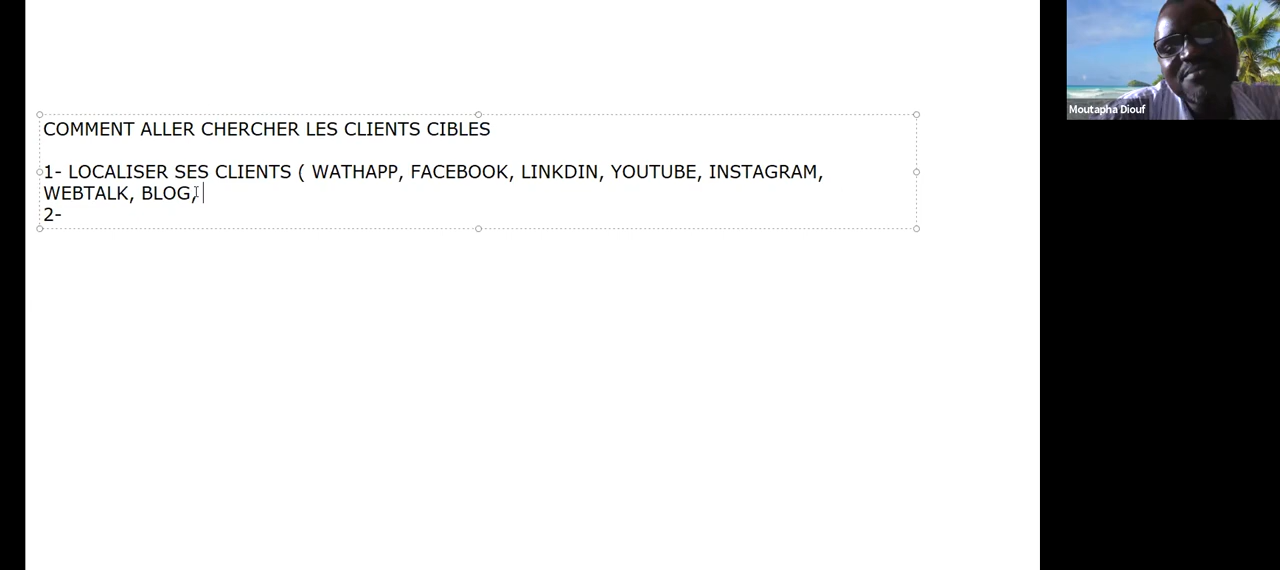 COMMENT ALLER CHERCHER LES CLIENTS CIBLES
1- LOCALISER SES CLIENTS ( WATHAPP, FACEBOOK, LINKDIN, YOUTUBE, INSTAGRAM,
WEBTALK, BLOG,
2-
Moutapha Diouf